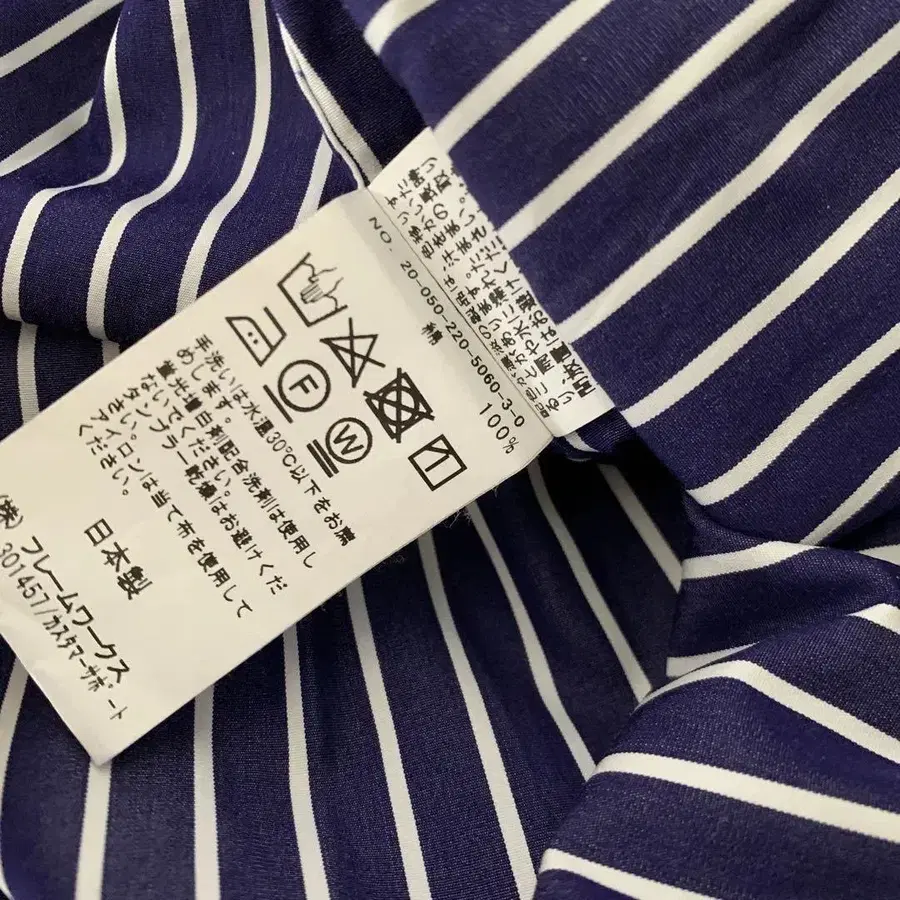 NO. 20-050-220-5060-3-0
綿 100%
F
W
手洗いは水温30℃以下をお薦
めします。
蛍光増白剤配合洗剤は使用し
ないでください。
タンブラー乾燥はお避けくだ
さい。
アイロンは当て布を使用して
ください。
日本製
(株)フレームワークス
301457/カスタマーサポート